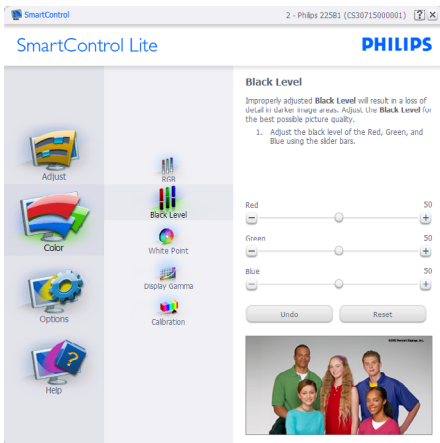 SmartControl
2 - Philips 225B1 (CS30715000001)
?
×
SmartControl Lite
PHILIPS
Adjust
Color
Options
Help
RGB
Black Level
White Point
Display Gamma
Calibration
Black Level
Improperly adjusted Black Level will result in a loss of
detail in darker image areas. Adjust the Black Level for
the best possible picture quality.
1. Adjust the black level of the Red, Green, and
Blue using the slider bars.
Red 50
Green 50
Blue 50
Undo
Reset